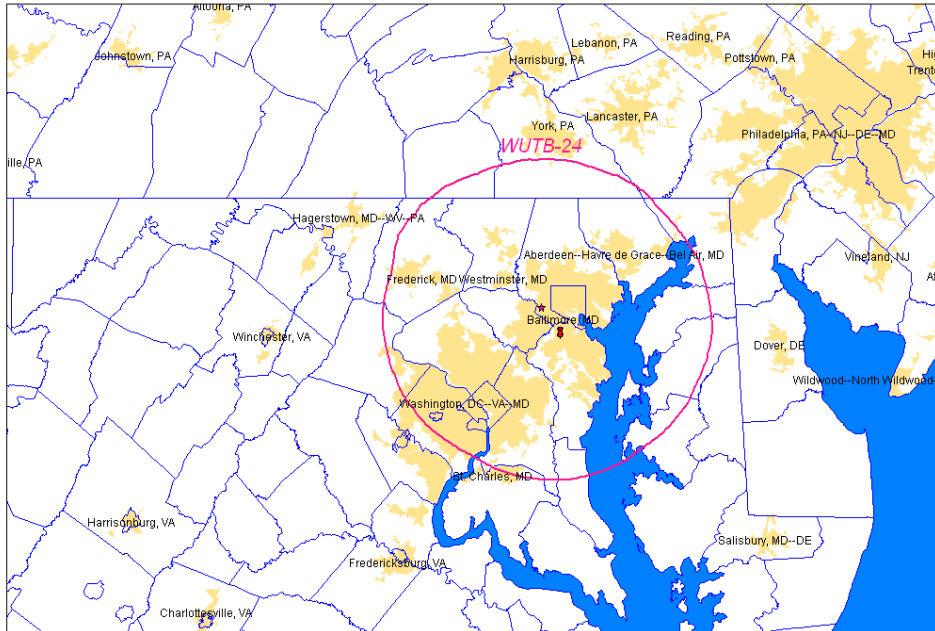 Altoona, PA
Johnstown, PA
Lebanon, PA
Reading, PA
Harrisburg, PA
Pottstown, PA
Hig
Trento
Lancaster, PA
York, PA
Philadelphia, PA--NJ--DE--MD
WUTB-24
ille, PA
Hagerstown, MD--WV--PA
Aberdeen--Havre de Grace--Bel Air, MD
Vineland, NJ
Frederick, MD
Westminster, MD
At
Baltimore, MD
Winchester, VA
Dover, DE
Wildwood--North Wildwood-
Washington, DC--VA--MD
St. Charles, MD
Harrisonburg, VA
Salisbury, MD--DE
Fredericksburg, VA
Charlottesville, VA